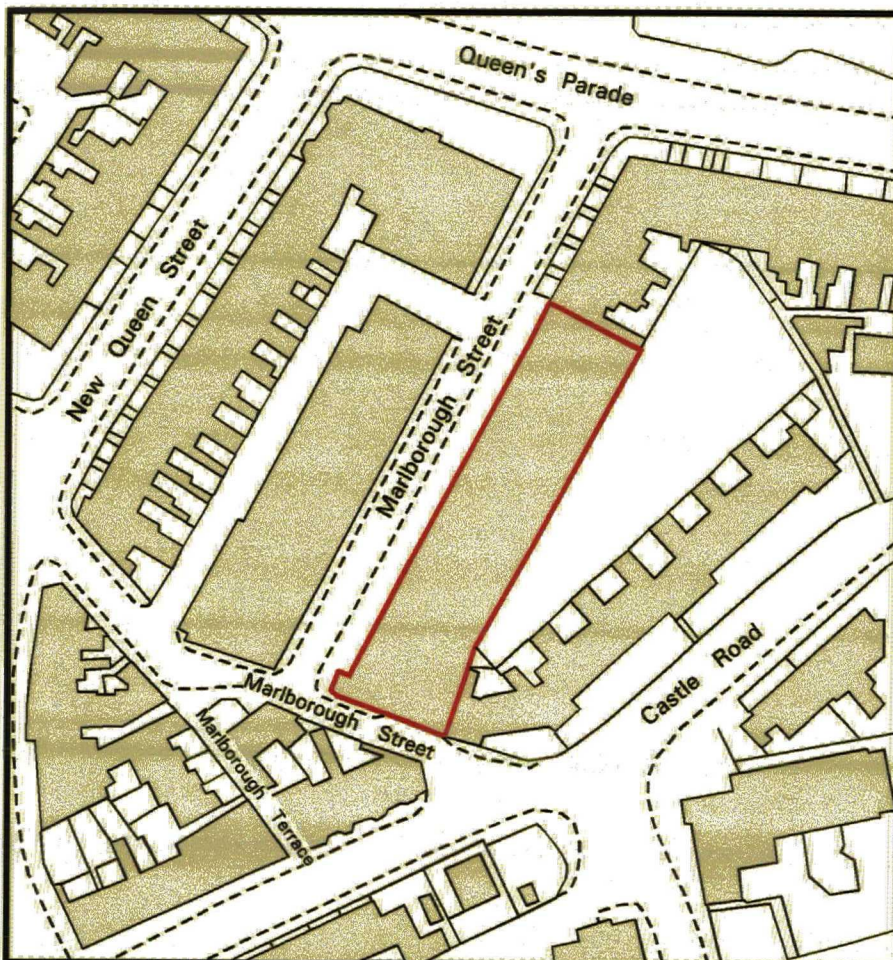 Queen's Parade
New Queen Street
Marlborough Street
Marlborough Street
Castle Road
Marlborough Terrace